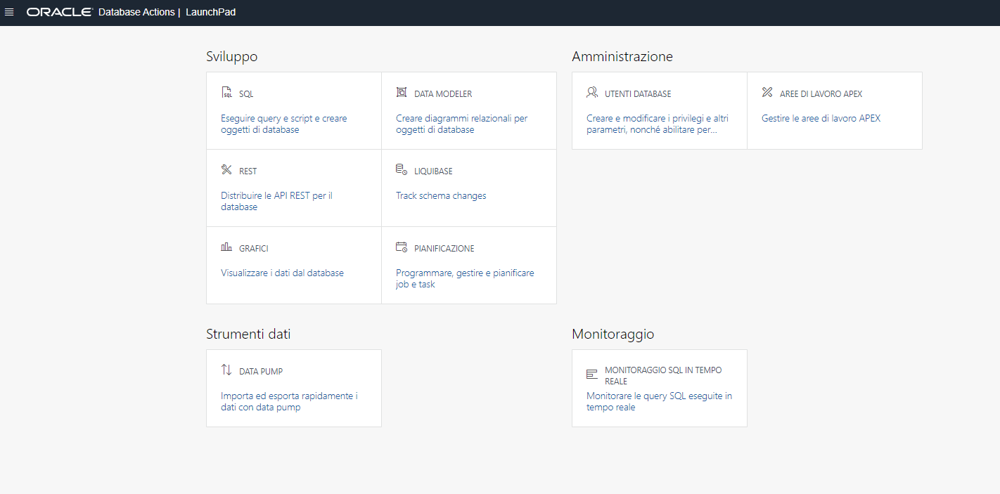 ORACLE Database Actions | LaunchPad
Sviluppo
SQL
Eseguire query e script e creare
oggetti di database
DATA MODELER
Creare diagrammi relazionali per
oggetti di database
REST
Distribuire le API REST per il
database
LIQUIBASE
Track schema changes
GRAFICI
Visualizzare i dati dal database
PIANIFICAZIONE
Programmare, gestire e pianificare
job e task
Amministrazione
UTENTI DATABASE
Creare e modificare i privilegi e altri
parametri, nonché abilitare per...
AREE DI LAVORO APEX
Gestire le aree di lavoro APEX
Strumenti dati
DATA PUMP
Importa ed esporta rapidamente i
dati con data pump
Monitoraggio
MONITORAGGIO SQL IN TEMPO
REALE
Monitorare le query SQL eseguite in
tempo reale